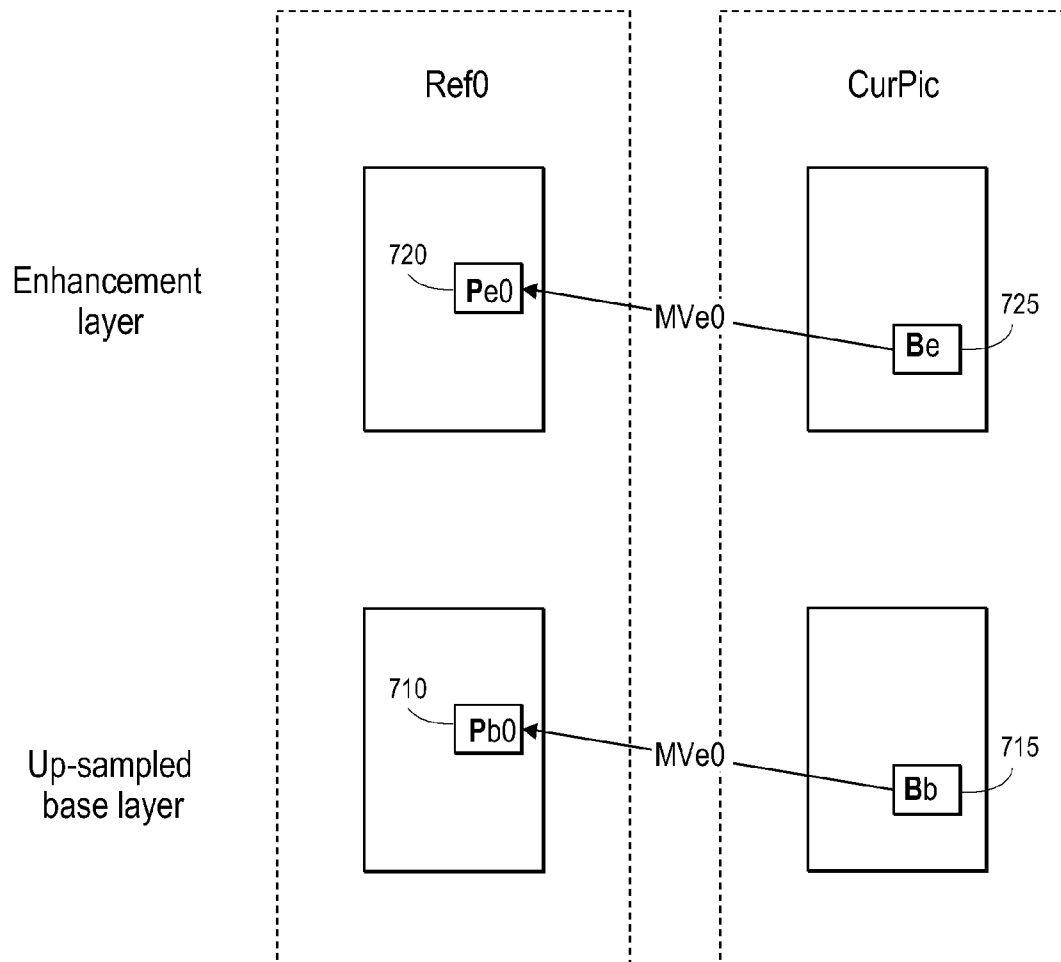 Ref0
CurPic
Enhancement
layer
720
Pe0
MVe0
725
Be
Up-sampled
base layer
710
Pb0
MVe0
715
Bb